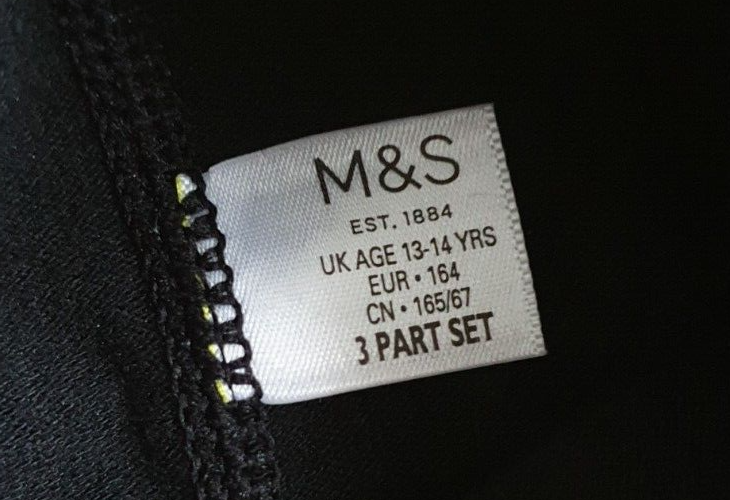 M&S
EST. 1884
UK AGE 13-14 YRS
EUR • 164
CN • 165/67
3 PART SET